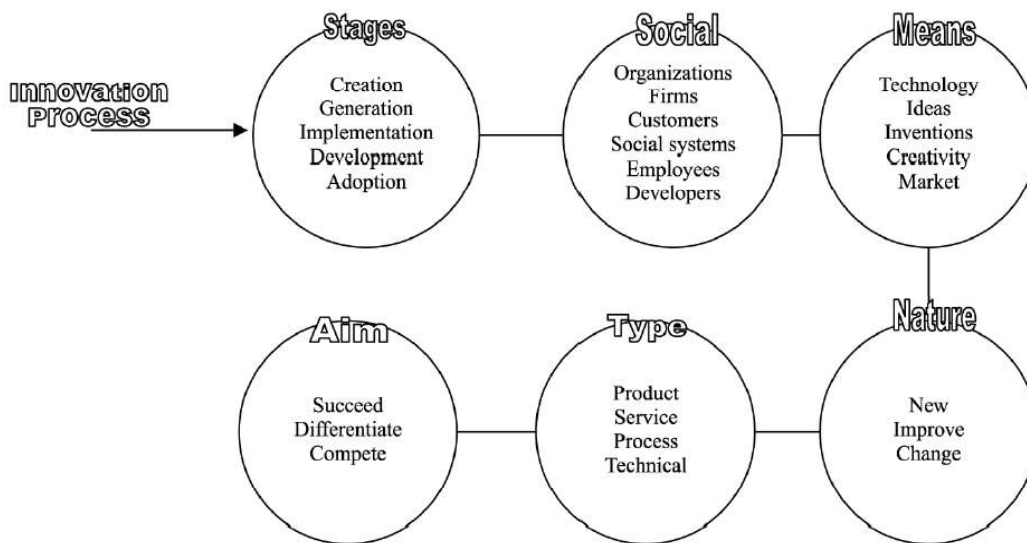 Innovation
Process
Stages
Creation
Generation
Implementation
Development
Adoption
Social
Organizations
Firms
Customers
Social systems
Employees
Developers
Means
Technology
Ideas
Inventions
Creativity
Market
Nature
New
Improve
Change
Type
Product
Service
Process
Technical
Aim
Succeed
Differentiate
Compete